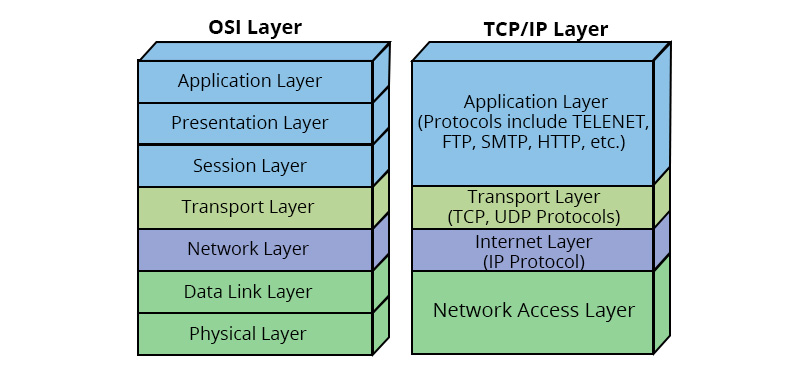 OSI Layer
Application Layer
Presentation Layer
Session Layer
Transport Layer
Network Layer
Data Link Layer
Physical Layer
TCP/IP Layer
Application Layer
(Protocols include TELENET,
FTP, SMTP, HTTP, etc.)
Transport Layer
(TCP, UDP Protocols)
Internet Layer
(IP Protocol)
Network Access Layer